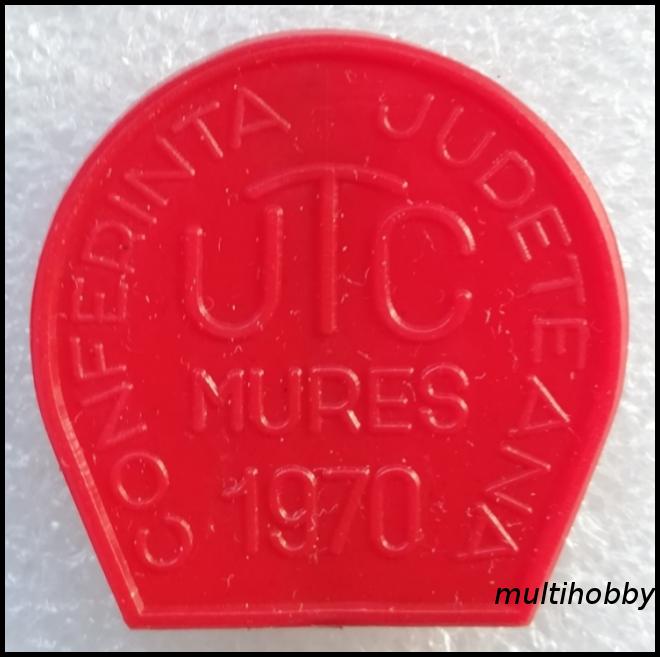 CONFERINTA JUDETEANA
UTC
MURES
1970
multihobby